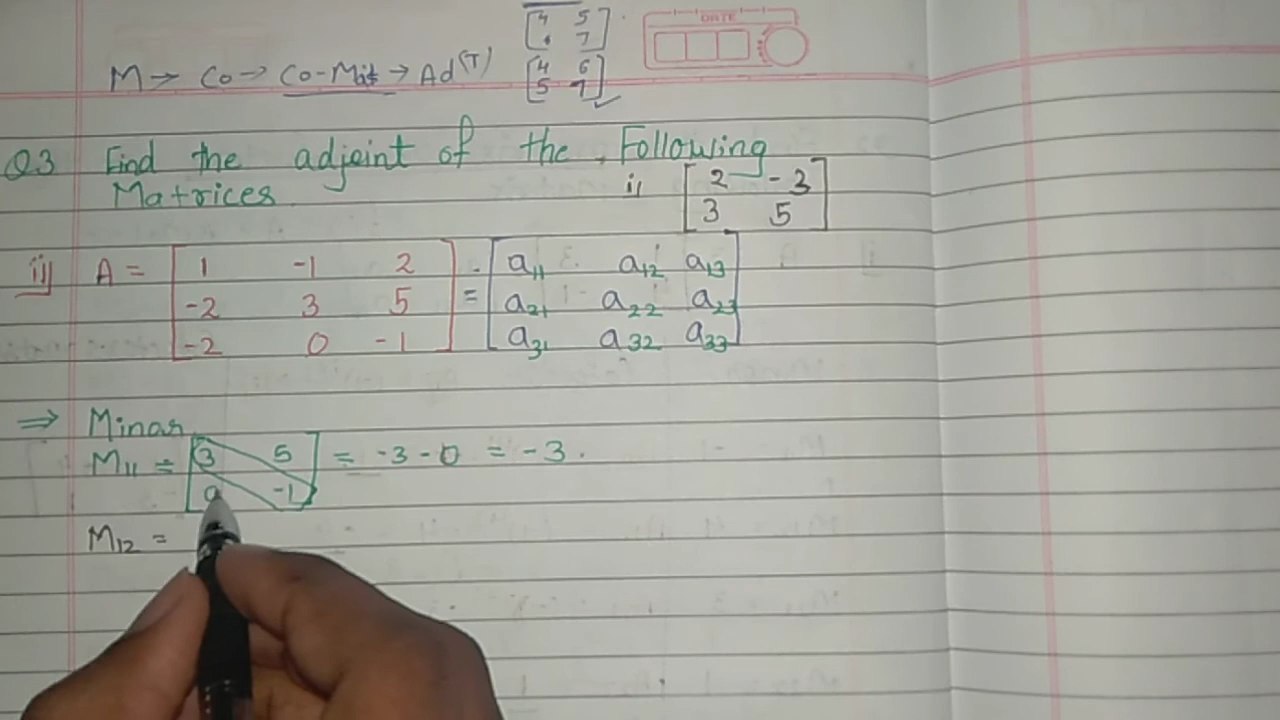 [4 5
7]
DATE
M → Co → Co-Mat → Ad(T) [4 6
5 7]
Q3 Find the adjoint of the Following
Matrices. i) [2 -3
3 5]
ii) A = [1 -1 2
-2 3 5
-2 0 -1] = [a11 a12 a13
a21 a22 a23
a31 a32 a33]
⇒ Minar
M11 = [3 5
0 -1] = -3 - 0 = -3.
M12 =